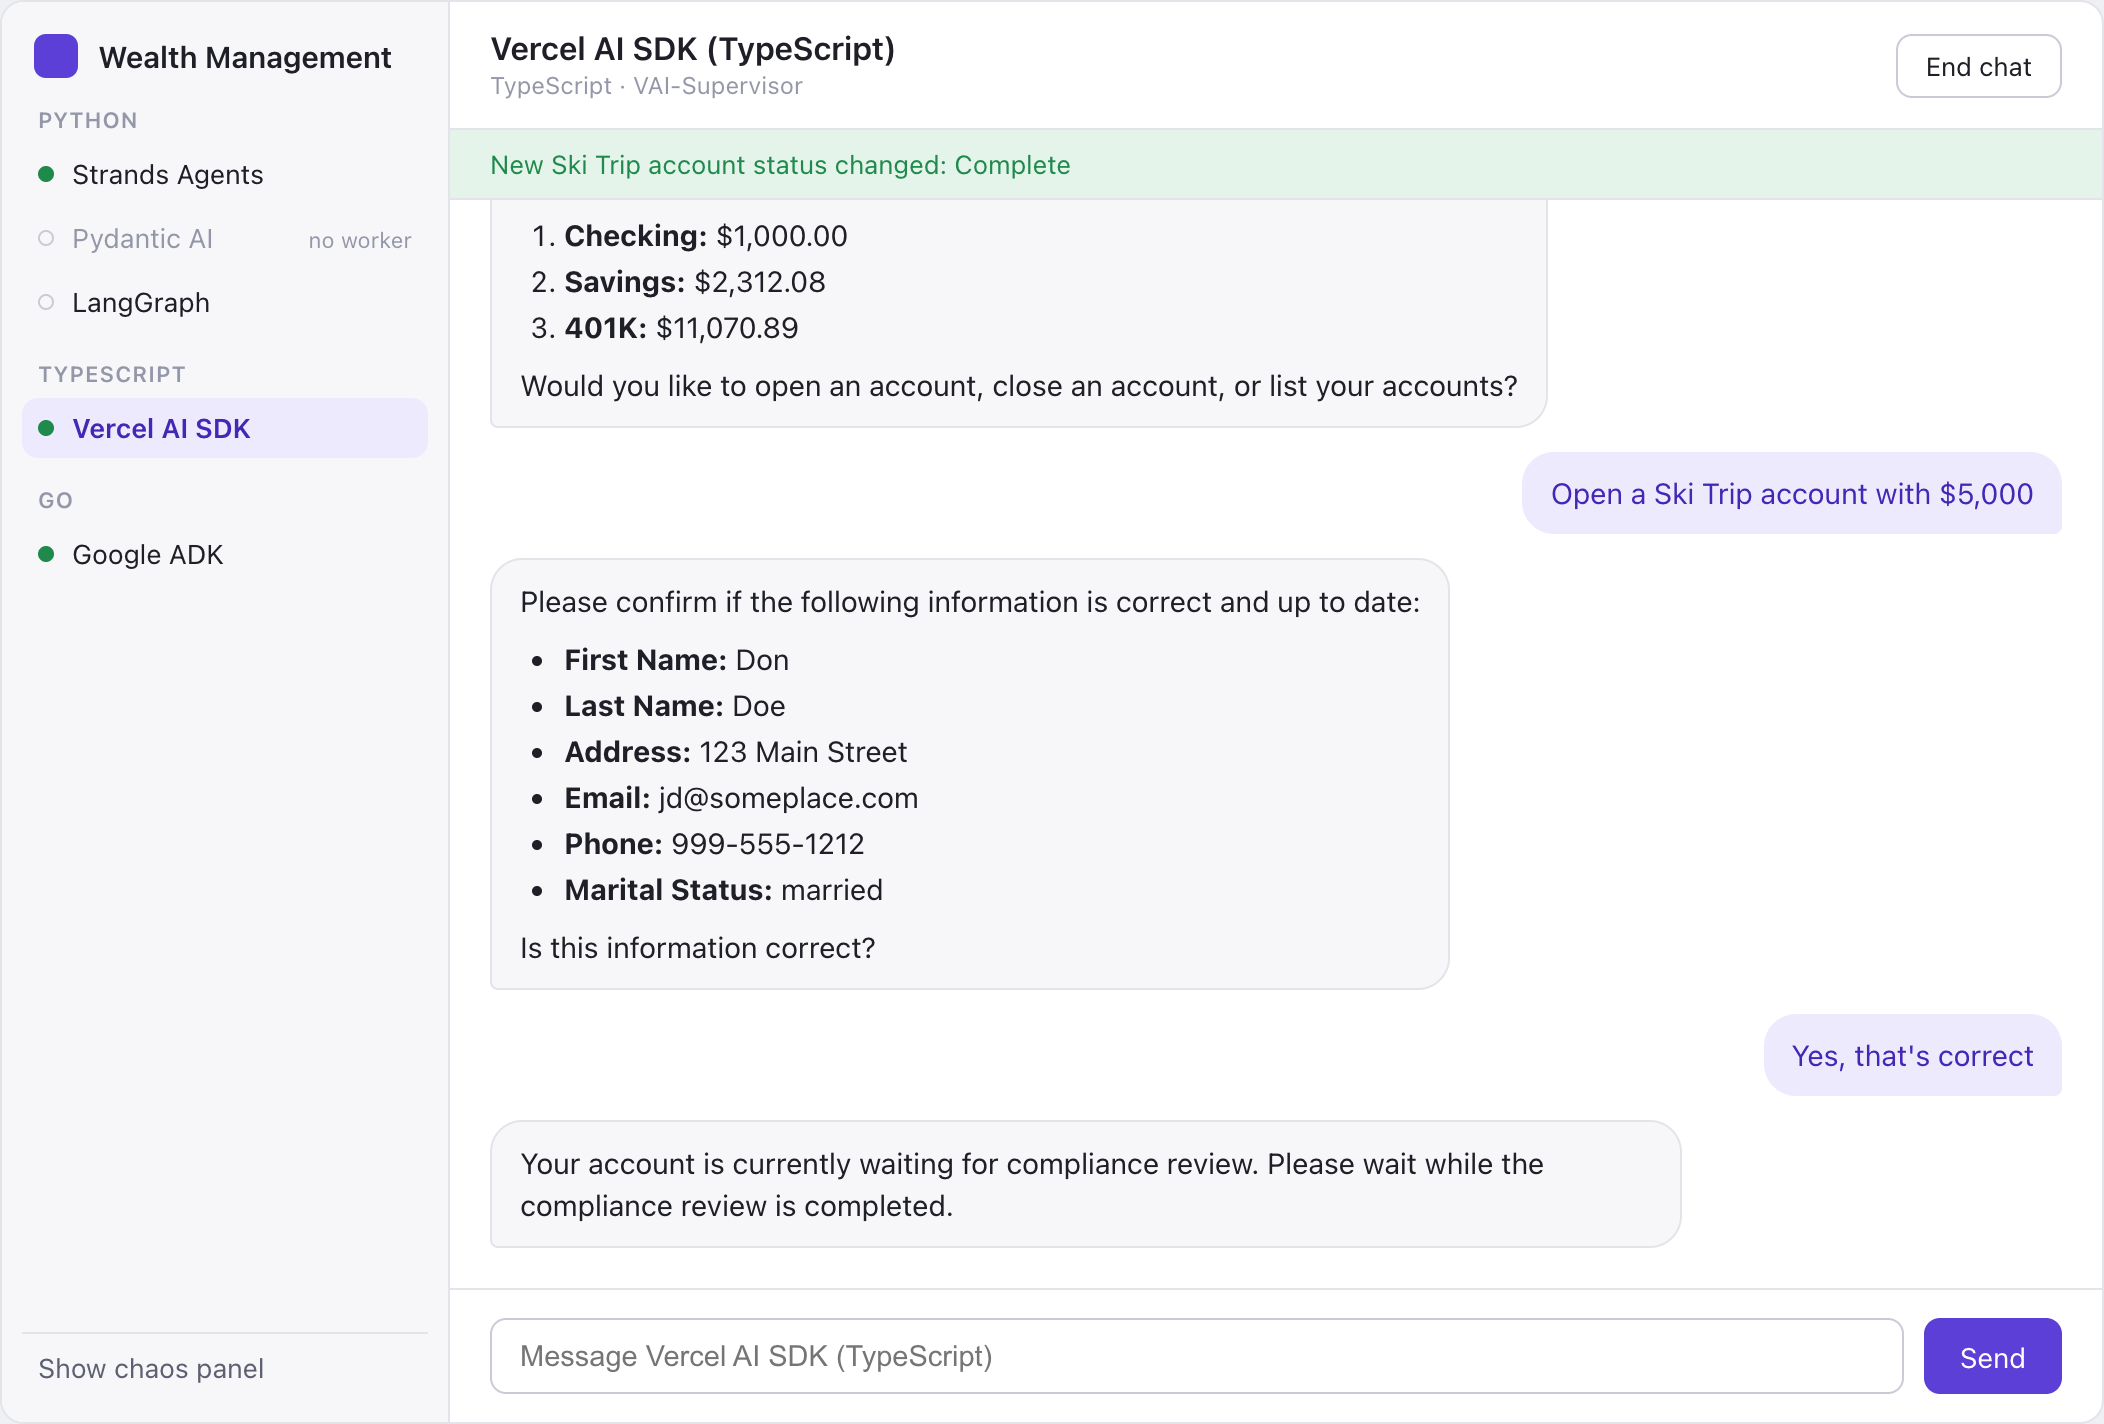 Wealth Management
PYTHON
Strands Agents
Pydantic AI no worker
LangGraph
TYPESCRIPT
Vercel AI SDK
GO
Google ADK
Show chaos panel
Vercel AI SDK (TypeScript)
TypeScript · VAI-Supervisor
End chat
New Ski Trip account status changed: Complete
1. Checking: $1,000.00
2. Savings: $2,312.08
3. 401K: $11,070.89
Would you like to open an account, close an account, or list your accounts?
Open a Ski Trip account with $5,000
Please confirm if the following information is correct and up to date:
• First Name: Don
• Last Name: Doe
• Address: 123 Main Street
• Email: jd@someplace.com
• Phone: 999-555-1212
• Marital Status: married
Is this information correct?
Yes, that's correct
Your account is currently waiting for compliance review. Please wait while the
compliance review is completed.
Message Vercel AI SDK (TypeScript)
Send